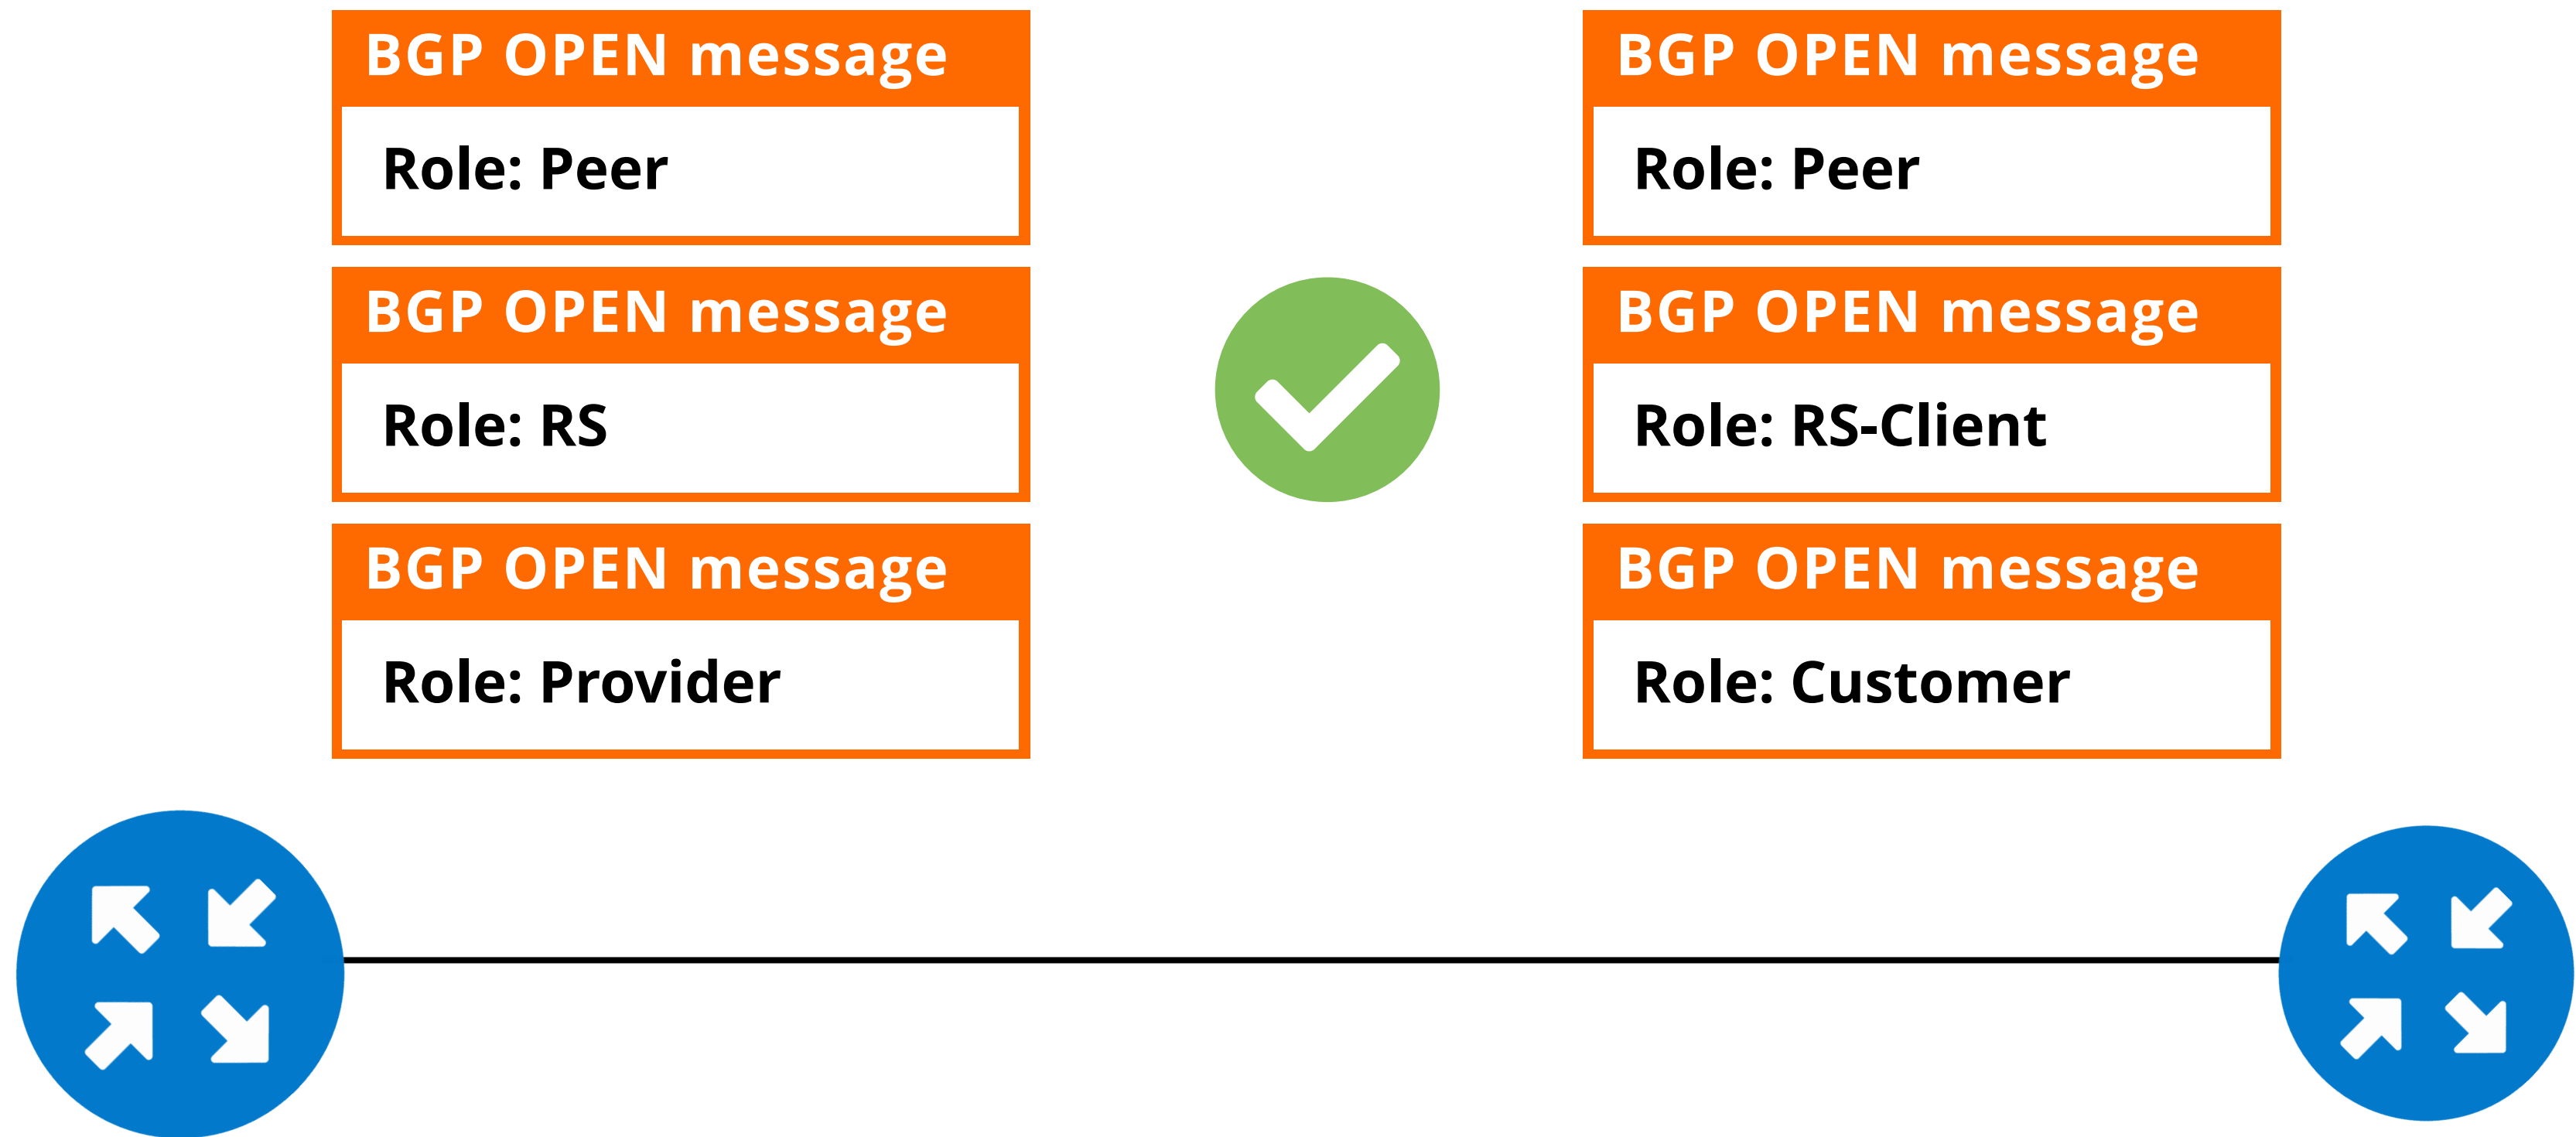 BGP OPEN message
Role: Peer
BGP OPEN message
Role: RS
BGP OPEN message
Role: Provider
BGP OPEN message
Role: Peer
BGP OPEN message
Role: RS-Client
BGP OPEN message
Role: Customer